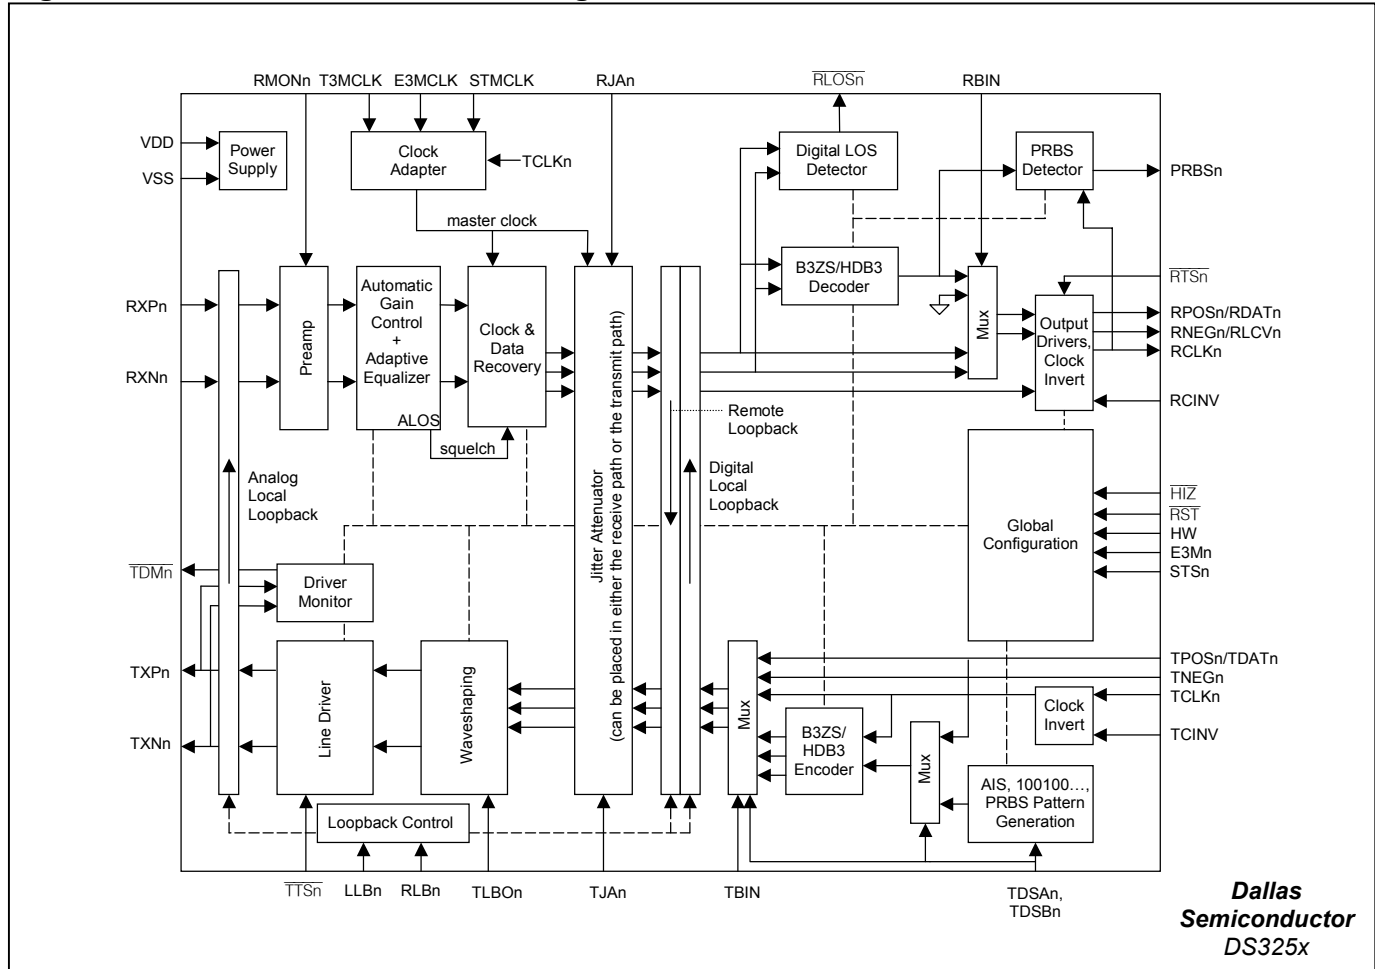 RMONn T3MCLK E3MCLK STMCLK RJAn RLOSn RBIN
VDD
VSS
Power
Supply
Clock
Adapter
TCLKn
Digital LOS
Detector
PRBS
Detector
PRBSn
master clock
RXPn
RXNn
Preamp
Automatic
Gain
Control
+
Adaptive
Equalizer
ALOS
squelch
Clock &
Data
Recovery
Jitter Attenuator
(can be placed in either the receive path or the transmit path)
B3ZS/HDB3
Decoder
Mux
Output
Drivers,
Clock
Invert
RTSn
RPOSn/RDATn
RNEGn/RLCVn
RCLKn
RCINV
Remote
Loopback
Digital
Local
Loopback
Analog
Local
Loopback
Global
Configuration
HIZ
RST
HW
E3Mn
STSn
TDMn
Driver
Monitor
TXPn
TXNn
Line Driver
Waveshaping
Mux
B3ZS/
HDB3
Encoder
Mux
Clock
Invert
TPOSn/TDATn
TNEGn
TCLKn
TCINV
AIS, 100100…,
PRBS Pattern
Generation
Loopback Control
TTSn LLBn RLBn TLBOn TJAn TBIN TDSAn,
TDSBn
Dallas
Semiconductor
DS325x